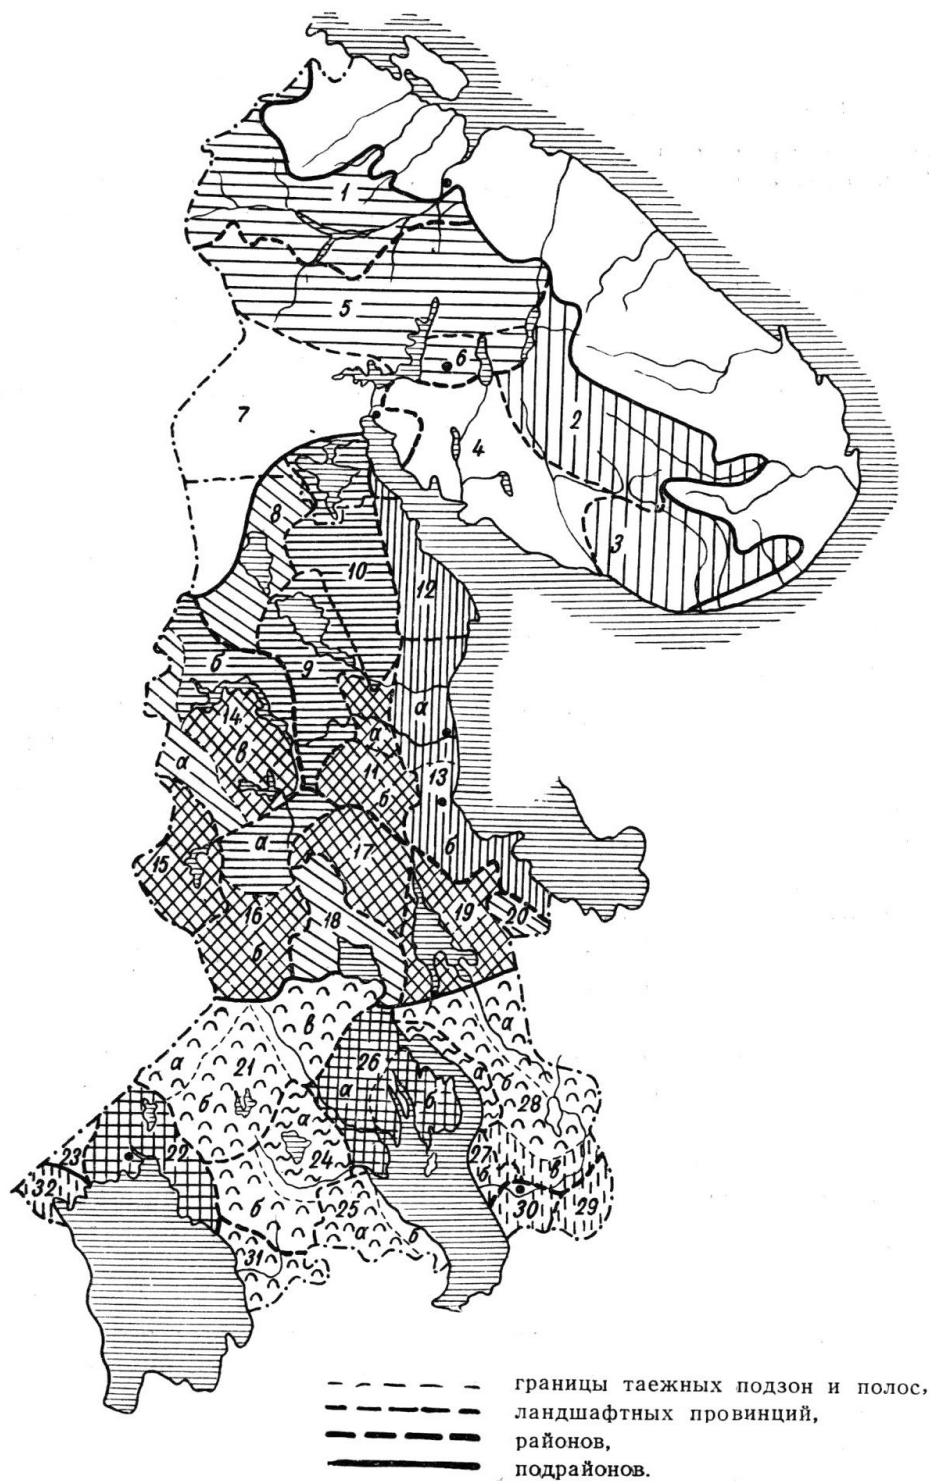 1
5
6
2
7
4
8
3
10
12
б
9
14
а
а
в
11
13
а
б
б
а
17
15
16
19
20
18
б
в
а
а
26
21
а
б
б
а
б
28
22
27
в
23
24
б
32
б
25
30
29
а
б
31
границы таежных подзон и полос,
ландшафтных провинций,
районов,
подрайонов.